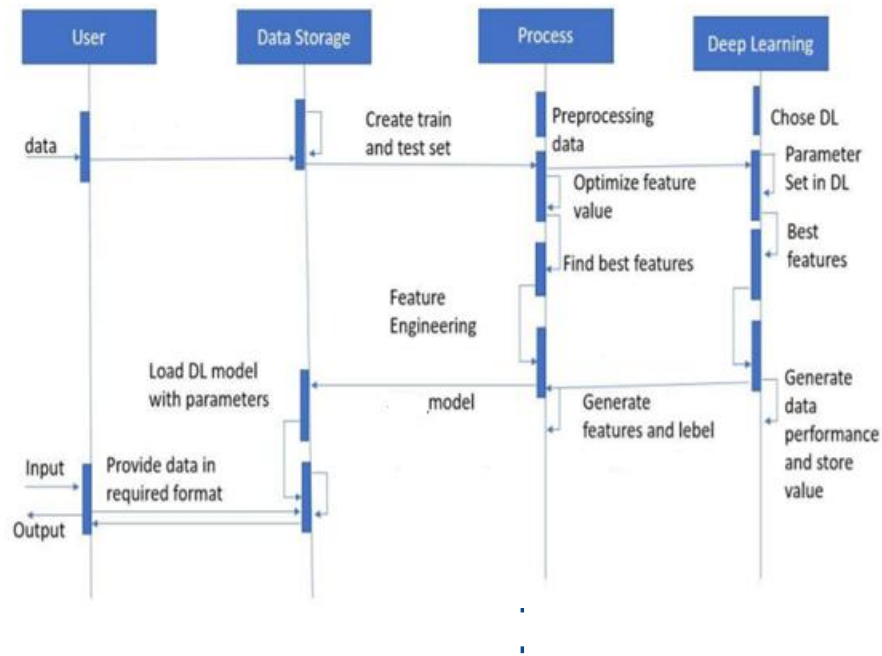 User
Data Storage
Process
Deep Learning
data
Create train
and test set
Preprocessing
data
Chose DL
Parameter
Set in DL
Optimize feature
value
Best
features
Find best features
Feature
Engineering
Load DL model
with parameters
model
Generate
features and lebel
Generate
data
performance
and store
value
Input
Provide data in
required format
Output